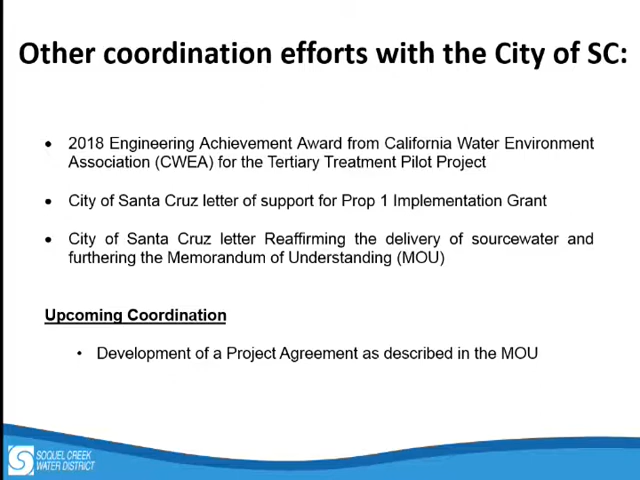 Other coordination efforts with the City of SC:
• 2018 Engineering Achievement Award from California Water Environment
Association (CWEA) for the Tertiary Treatment Pilot Project
• City of Santa Cruz letter of support for Prop 1 Implementation Grant
• City of Santa Cruz letter Reaffirming the delivery of sourcewater and
furthering the Memorandum of Understanding (MOU)
Upcoming Coordination
• Development of a Project Agreement as described in the MOU
SOQUEL CREEK
WATER DISTRICT